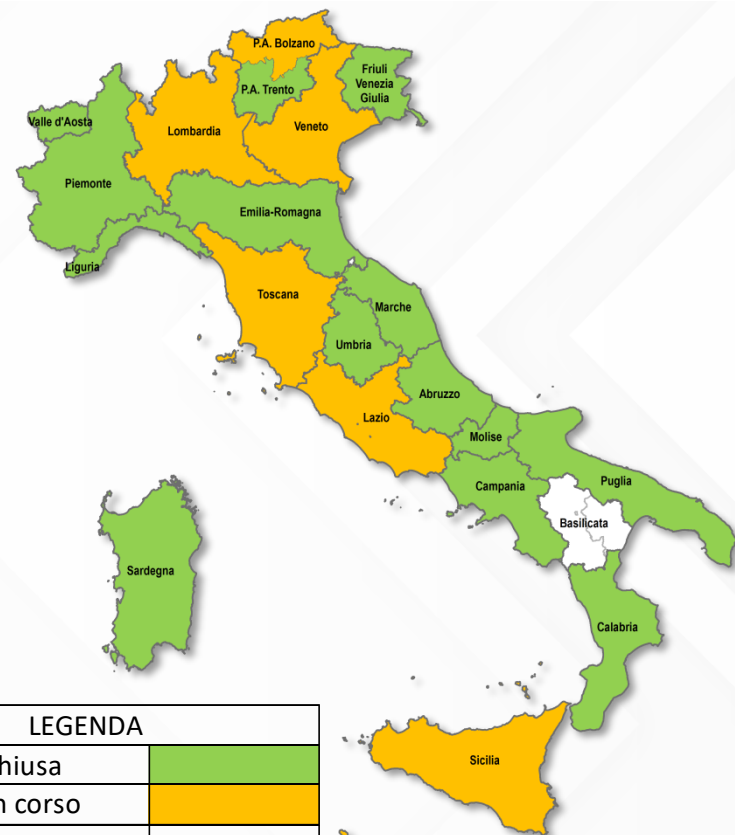 P.A. Bolzano
Friuli
Venezia
Giulia
P.A. Trento
Valle d'Aosta
Lombardia
Veneto
Piemonte
Emilia-Romagna
Liguria
Toscana
Marche
Umbria
Abruzzo
Lazio
Molise
Campania
Puglia
Basilicata
Sardegna
Calabria
LEGENDA
Sicilia
corso